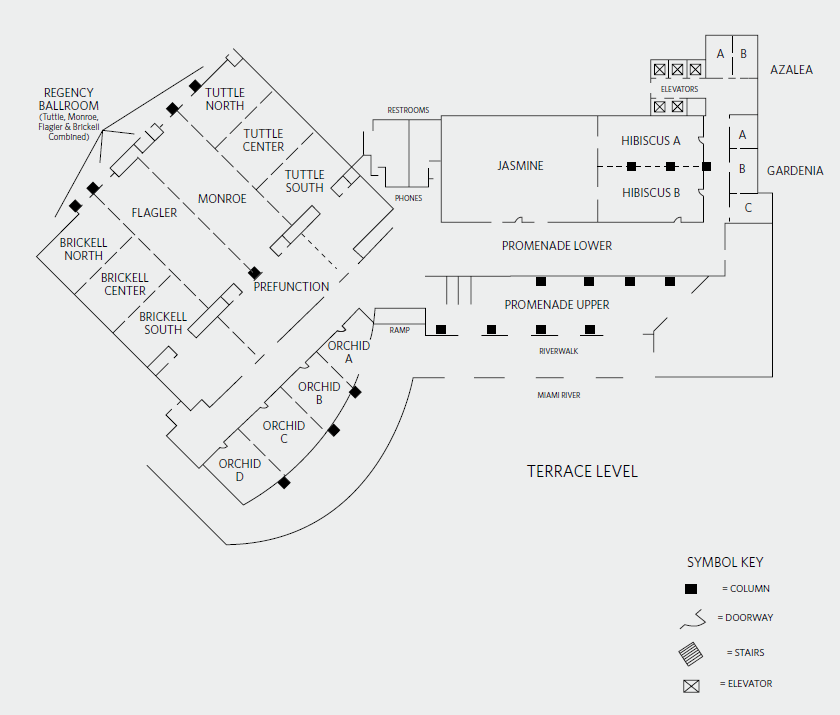 REGENCY
BALLROOM
(Tuttle, Monroe,
Flagler & Brickell
Combined)
TUTTLE
NORTH
TUTTLE
CENTER
TUTTLE
SOUTH
MONROE
FLAGLER
BRICKELL
NORTH
BRICKELL
CENTER
BRICKELL
SOUTH
PREFUNCTION
RESTROOMS
PHONES
JASMINE
HIBISCUS A
HIBISCUS B
ELEVATORS
A B
AZALEA
A
B
C
GARDENIA
PROMENADE LOWER
PROMENADE UPPER
RAMP
RIVERWALK
MIAMI RIVER
ORCHID
A
ORCHID
B
ORCHID
C
ORCHID
D
TERRACE LEVEL
SYMBOL KEY
= COLUMN
= DOORWAY
= STAIRS
= ELEVATOR